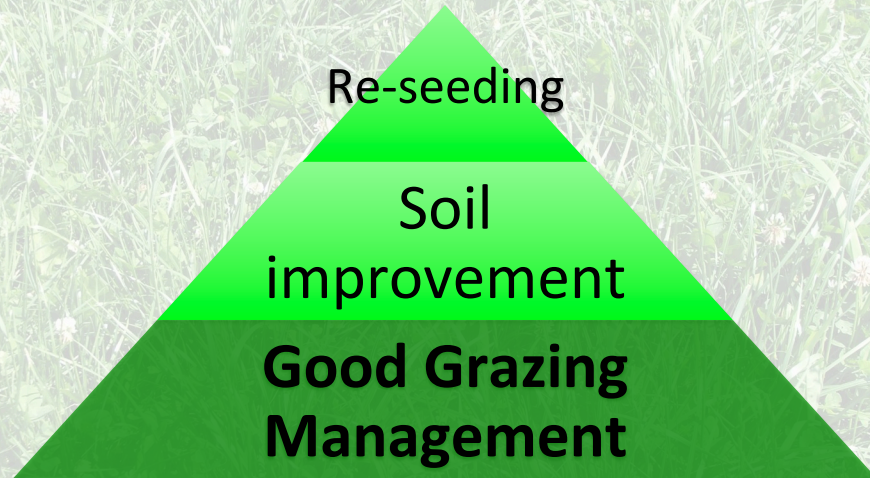 Re-seeding
Soil
improvement
Good Grazing
Management